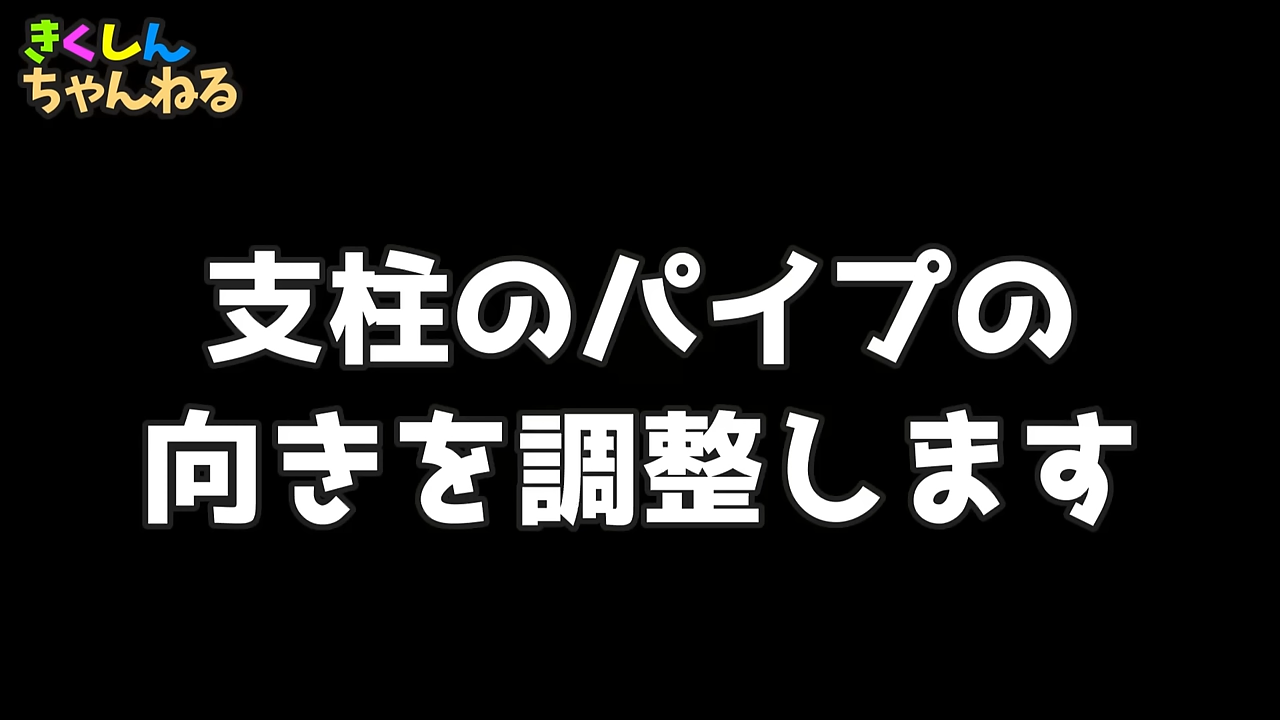 きくしん
ちゃんねる
支柱のパイプの
向きを調整します